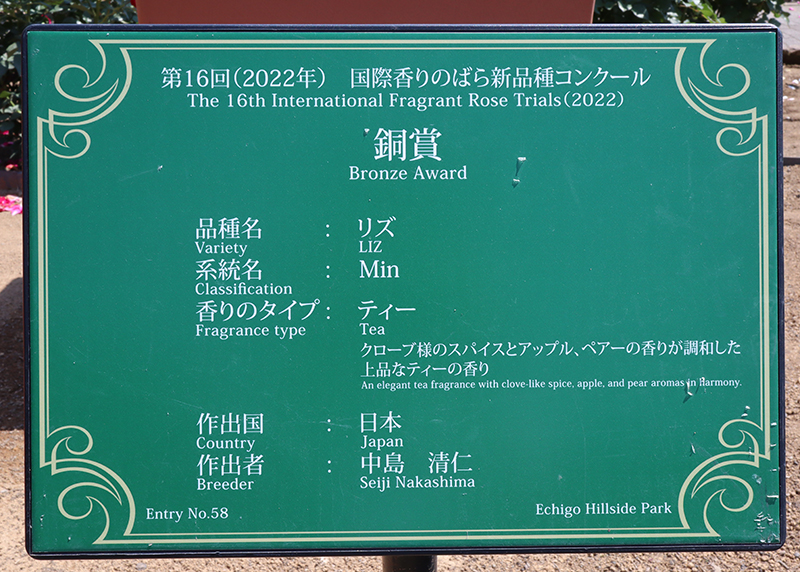 第16回（2022年）　国際香りのばら新品種コンクール
The 16th International Fragrant Rose Trials（2022）
銅賞
Bronze Award
品種名 : リズ
Variety LIZ
系統名 : Min
Classification
香りのタイプ : ティー
Fragrance type Tea
クローブ様のスパイスとアップル、ペアーの香りが調和した
上品なティーの香り
An elegant tea fragrance with clove-like spice, apple, and pear aromas in harmony.
作出国 : 日本
Country Japan
作出者 : 中島　清仁
Breeder Seiji Nakashima
Entry No.58 Echigo Hillside Park